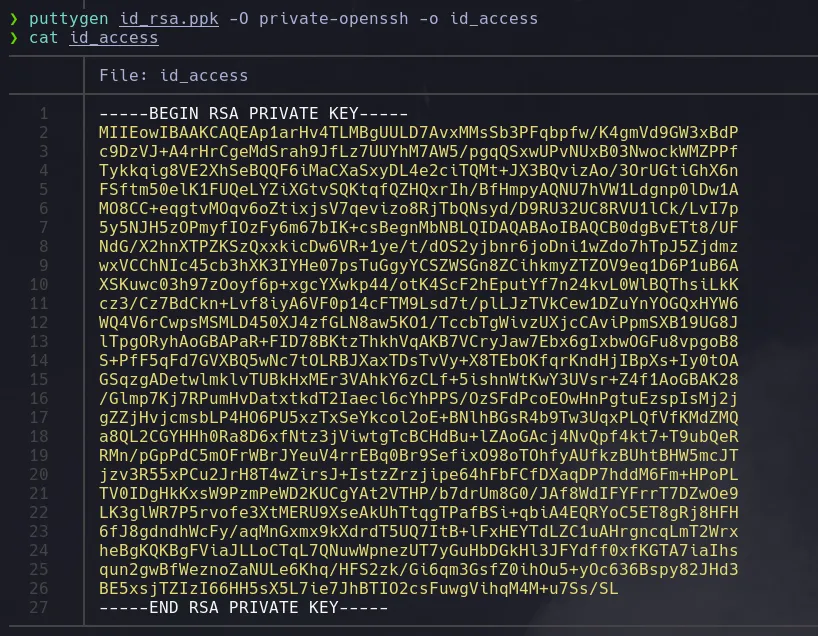 ❯ puttygen id_rsa.ppk -O private-openssh -o id_access
❯ cat id_access
File: id_access
1 -----BEGIN RSA PRIVATE KEY-----
2 MIIEowIBAAKCAQEAp1arHv4TLMBgUULD7AvxMMsSb3PFqbpfw/K4gmVd9GW3xBdP
3 c9DzVJ+A4rHrCgeMdSrah9JfLz7UUYhM7AW5/pgqQSxwUPvNUxB03NwockWMZPPf
4 Tykkqig8VE2XhSeBQQF6iMaCXaSxyDL4e2ciTQMt+JX3BQvizAo/3OrUGtiGhX6n
5 FSftm50elK1FUQeLYZiXGtvSQKtqfQZHQxrIh/BfHmpyAQNU7hVW1Ldgnp0lDw1A
6 MO8CC+eqgtvMOqv6oZtixjsV7qevizo8RjTbQNsyd/D9RU32UC8RVU1lCk/LvI7p
7 5y5NJH5zOPmyfIOzFy6m67bIK+csBegnMbNBLQIDAQABAoIBAQCB0dgBvETt8/UF
8 NdG/X2hnXTPZKSzQxxkicDw6VR+1ye/t/dOS2yjbnr6joDni1wZdo7hTpJ5Zjdmz
9 wxVCChNIc45cb3hXK3IYHe07psTuGgyYCSZWSGn8ZCihkmyZTZOV9eq1D6P1uB6A
10 XSKuwc03h97zOoyf6p+xgcYXwkp44/otK4ScF2hEputYf7n24kvL0WlBQThsiLkK
11 cz3/Cz7BdCkn+Lvf8iyA6VF0p14cFTM9Lsd7t/plLJzTVkCew1DZuYnYOGQxHYW6
12 WQ4V6rCwpsMSMLD450XJ4zfGLN8aw5KO1/TccbTgWivzUXjcCAviPpmSXB19UG8J
13 lTpgORyhAoGBAPaR+FID78BKtzThkhVqAKB7VCryJaw7Ebx6gIxbwOGFu8vpgoB8
14 S+PfF5qFd7GVXBQ5wNc7tOLRBJXaxTDsTvVy+X8TEbOKfqrKndHjIBpXs+Iy0tOA
15 GSqzgADetwlmklvTUBkHxMEr3VAhkY6zCLf+5ishnWtKwY3UVsr+Z4f1AoGBAK28
16 /Glmp7Kj7RPumHvDatxtkdT2Iaecl6cYhPPS/OzSFdPcoEOwHnPgtuEzspIsMj2j
17 gZZjHvjcmsbLP4HO6PU5xzTxSeYkcol2oE+BNlhBGsR4b9Tw3UqxPLQfVfKMdZMQ
18 a8QL2CGYHHh0Ra8D6xfNtz3jViwtgTcBCHdBu+lZAoGAcj4NvQpf4kt7+T9ubQeR
19 RMn/pGpPdC5mOFrWBrJYeuV4rrEBq0Br9SefixO98oTOhfyAUfkzBUhtBHW5mcJT
20 jzv3R55xPCu2JrH8T4wZirsJ+IstzZrzjipe64hFbFCfDXaqDP7hddM6Fm+HPoPL
21 TV0IDgHkKxsW9PzmPeWD2KUCgYAt2VTHP/b7drUm8G0/JAf8WdIFYFrrT7DZwOe9
22 LK3glWR7P5rvofe3XtMERU9XseAkUhTtqgTPafBSi+qbiA4EQRYoC5ET8gRj8HFH
23 6fJ8gdndhWcFy/aqMnGxmx9kXdrdT5UQ7ItB+lFxHEYTdLZC1uAHrgncqLmT2Wrx
24 heBgKQKBgFViaJLLoCTqL7QNuwWpnezUT7yGuHbDGkHl3JFYdff0xfKGTA7iaIhs
25 qun2gwBfWeznoZaNULe6Khq/HFS2zk/Gi6qm3GsfZ0ihOu5+yOc636Bspy82JHd3
26 BE5xsjTZIzI66HH5sX5L7ie7JhBTIO2csFuwgVihqM4M+u7Ss/SL
27 -----END RSA PRIVATE KEY-----